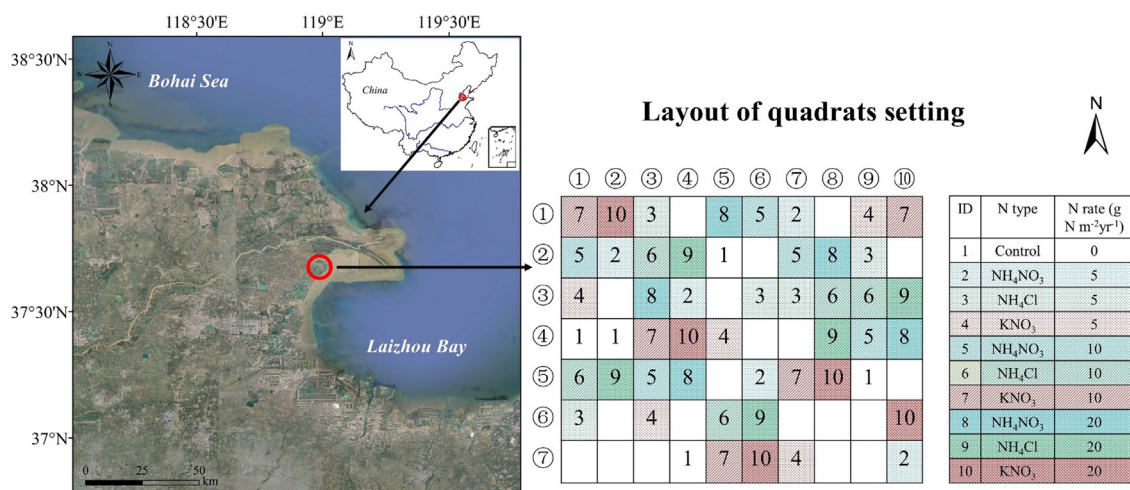 118°30'E 119°E 119°30'E
38°30'N
38°N
37°30'N
37°N
N
W E
S
Bohai Sea
N
China
Laizhou Bay
0 25 50
km
Layout of quadrats setting
N
① ② ③ ④ ⑤ ⑥ ⑦ ⑧ ⑨ ⑩
① 7 10 3 8 5 2 4 7
② 5 2 6 9 1 5 8 3
③ 4 8 2 3 3 6 6 9
④ 1 1 7 10 4 9 5 8
⑤ 6 9 5 8 2 7 10 1
⑥ 3 4 6 9 10
⑦ 1 7 10 4 2
ID N type N rate (g
N m⁻²yr⁻¹)
1 Control 0
2 NH₄NO₃ 5
3 NH₄Cl 5
4 KNO₃ 5
5 NH₄NO₃ 10
6 NH₄Cl 10
7 KNO₃ 10
8 NH₄NO₃ 20
9 NH₄Cl 20
10 KNO₃ 20